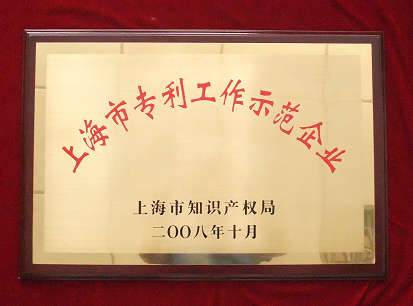 上海市专利工作示范企业
上海市知识产权局
二〇〇八年十月